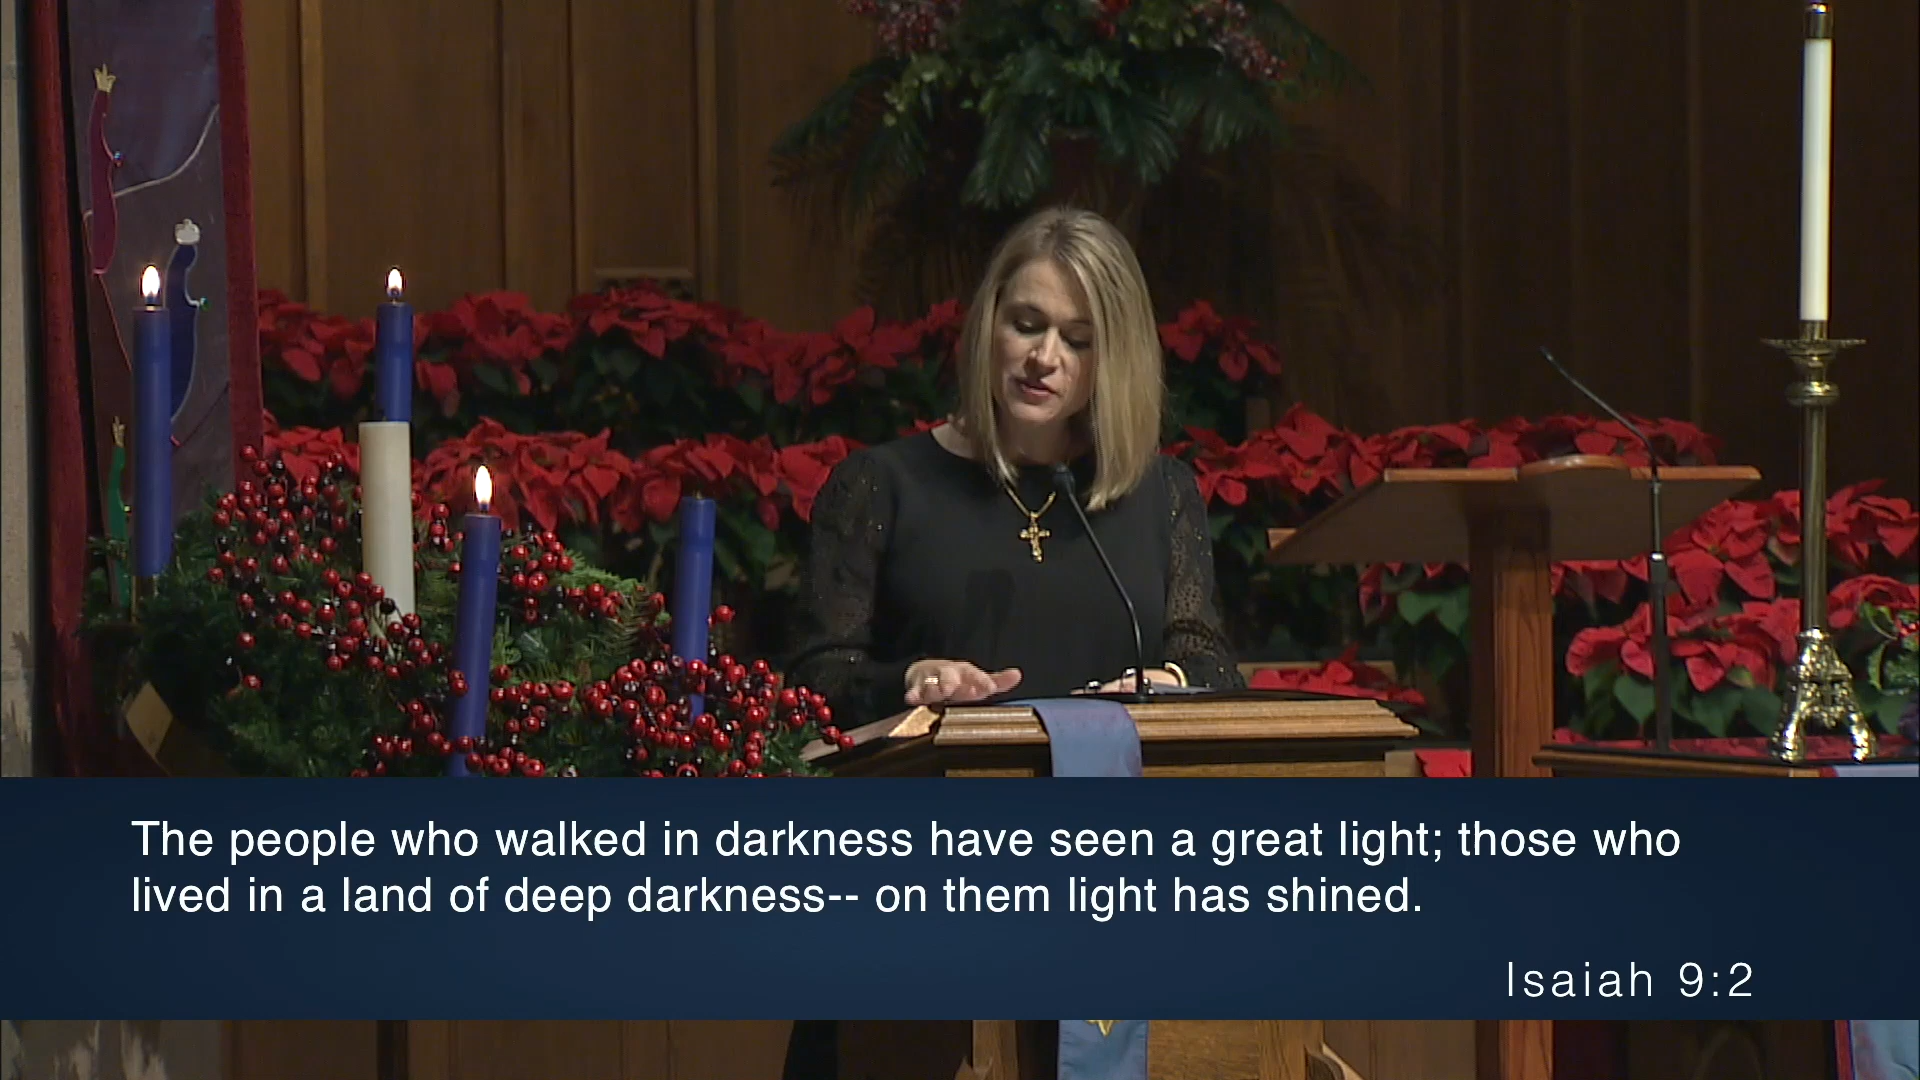 The people who walked in darkness have seen a great light; those who
lived in a land of deep darkness-- on them light has shined.
Isaiah 9:2